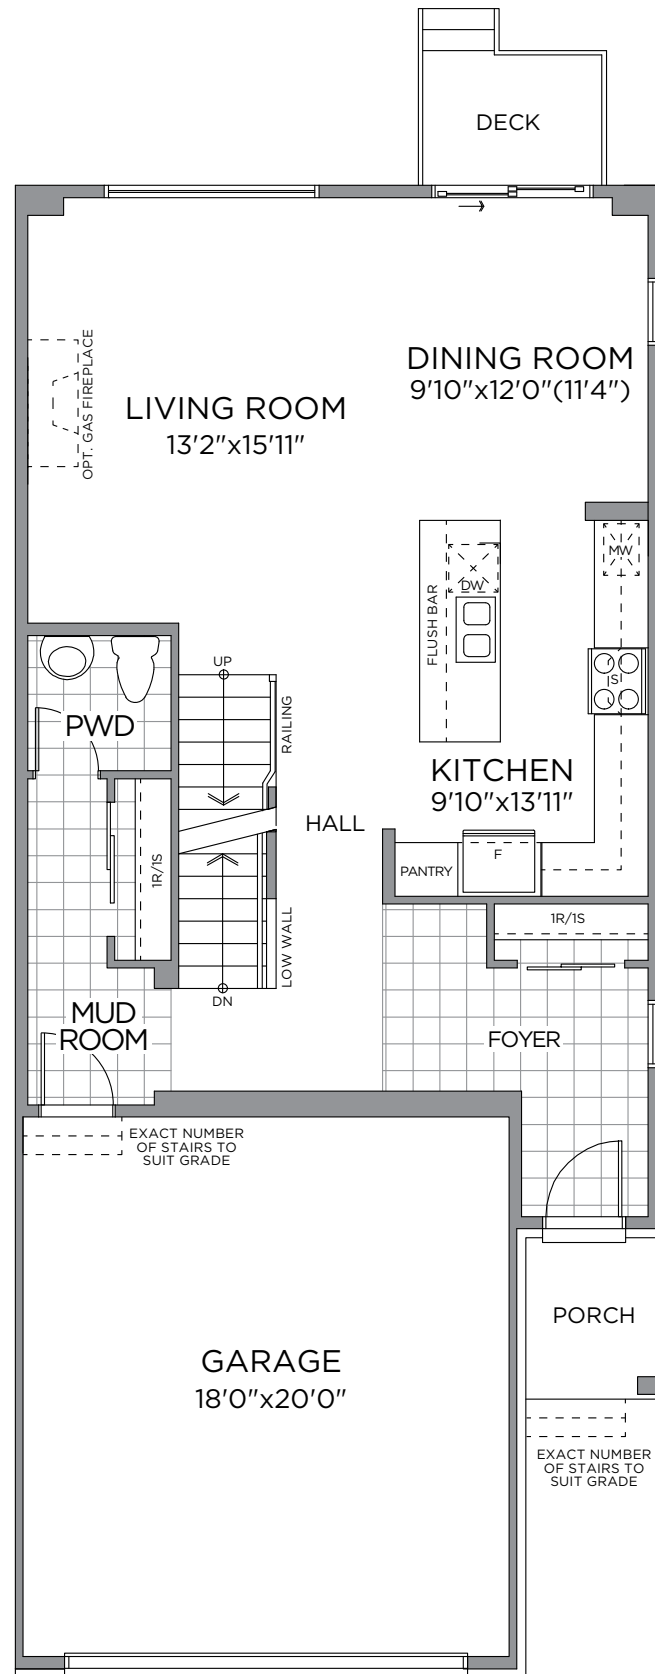 DECK
DINING ROOM
9'10"x12'0"(11'4")
OPT. GAS FIREPLACE
LIVING ROOM
13'2"x15'11"
MW
DW
FLUSH BAR
UP
S
RAILING
PWD
KITCHEN
9'10"x13'11"
HALL
F
1R/1S
PANTRY
1R/1S
LOW WALL
DN
MUD
ROOM
FOYER
EXACT NUMBER
OF STAIRS TO
SUIT GRADE
PORCH
GARAGE
18'0"x20'0"
EXACT NUMBER
OF STAIRS TO
SUIT GRADE